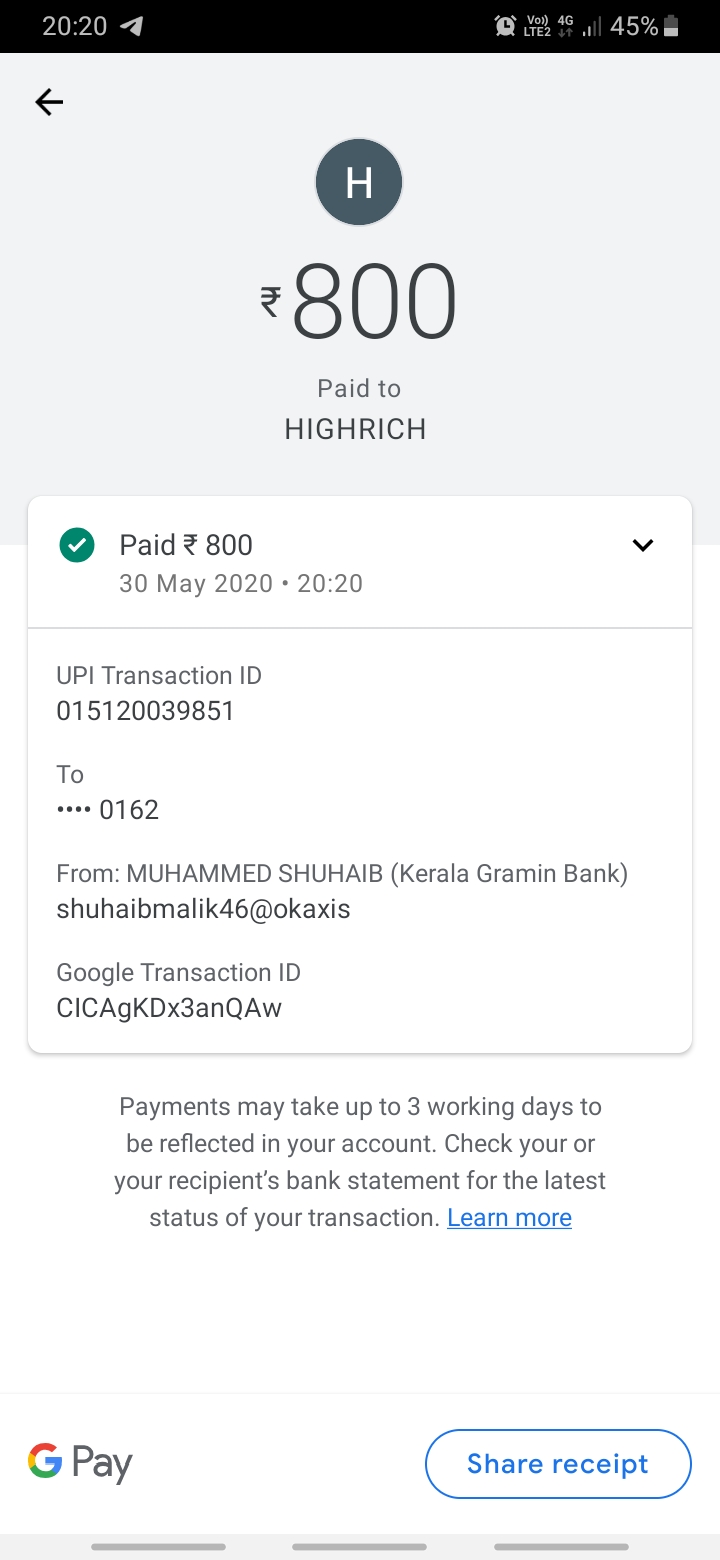 20:20 Vo)) LTE2 4G 45%
H
₹800
Paid to
HIGHRICH
Paid ₹ 800
30 May 2020 • 20:20
UPI Transaction ID
015120039851
To
•••• 0162
From: MUHAMMED SHUHAIB (Kerala Gramin Bank)
shuhaibmalik46@okaxis
Google Transaction ID
CICAgKDx3anQAw
Payments may take up to 3 working days to
be reflected in your account. Check your or
your recipient’s bank statement for the latest
status of your transaction. Learn more
G Pay
Share receipt